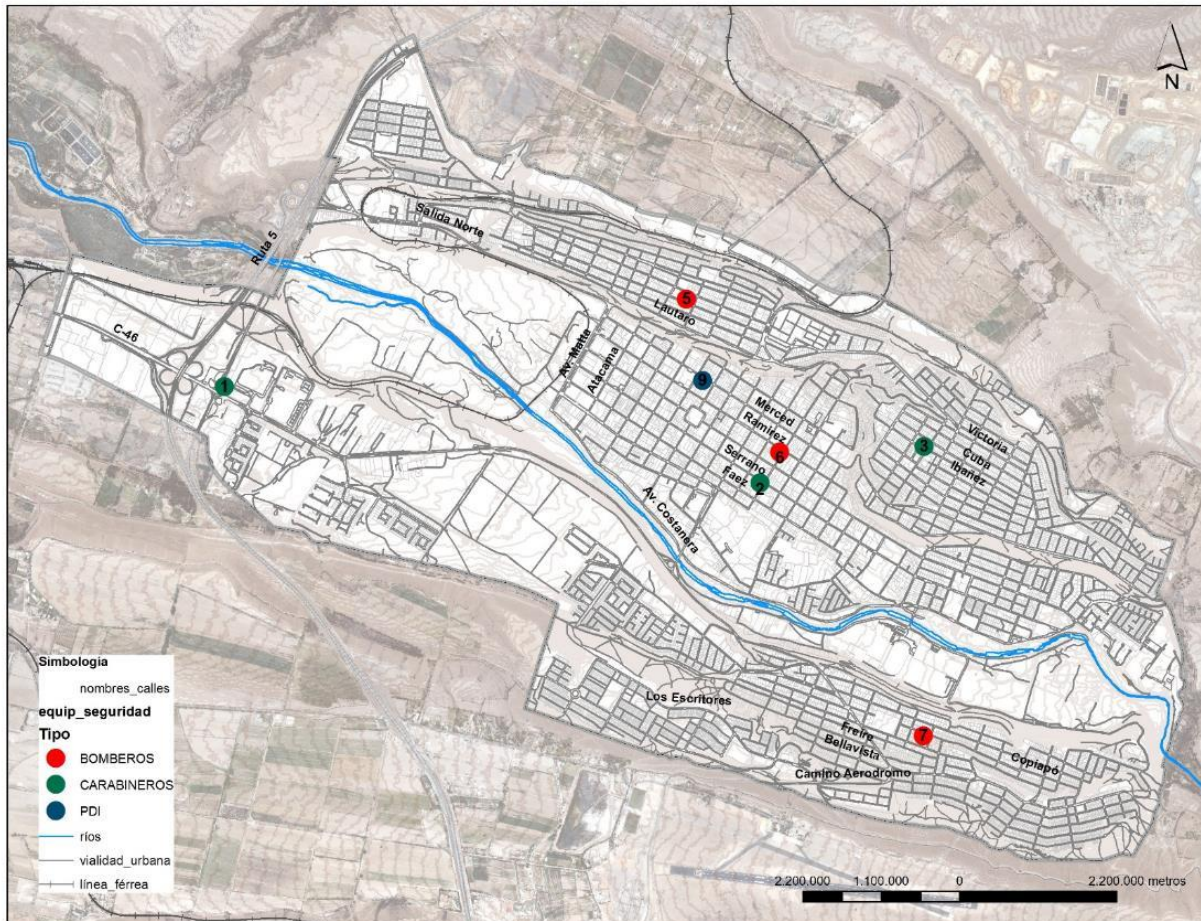 N
Salida Norte
Ruta 5
5
Lautaro
C-46
Av. Matta
Atacama
1
9
Merced
Ramírez
6
Victoria
3
Cuba
Ibañez
Serrano
Faez
2
Av. Costanera
Los Escritores
Freire
Bellavista
7
Copiapó
Camino Aerodromo
Simbología
nombres_calles
equip_seguridad
Tipo
BOMBEROS
CARABINEROS
PDI
ríos
vialidad_urbana
línea_férrea
2.200.000 1.100.000 0 2.200.000 metros